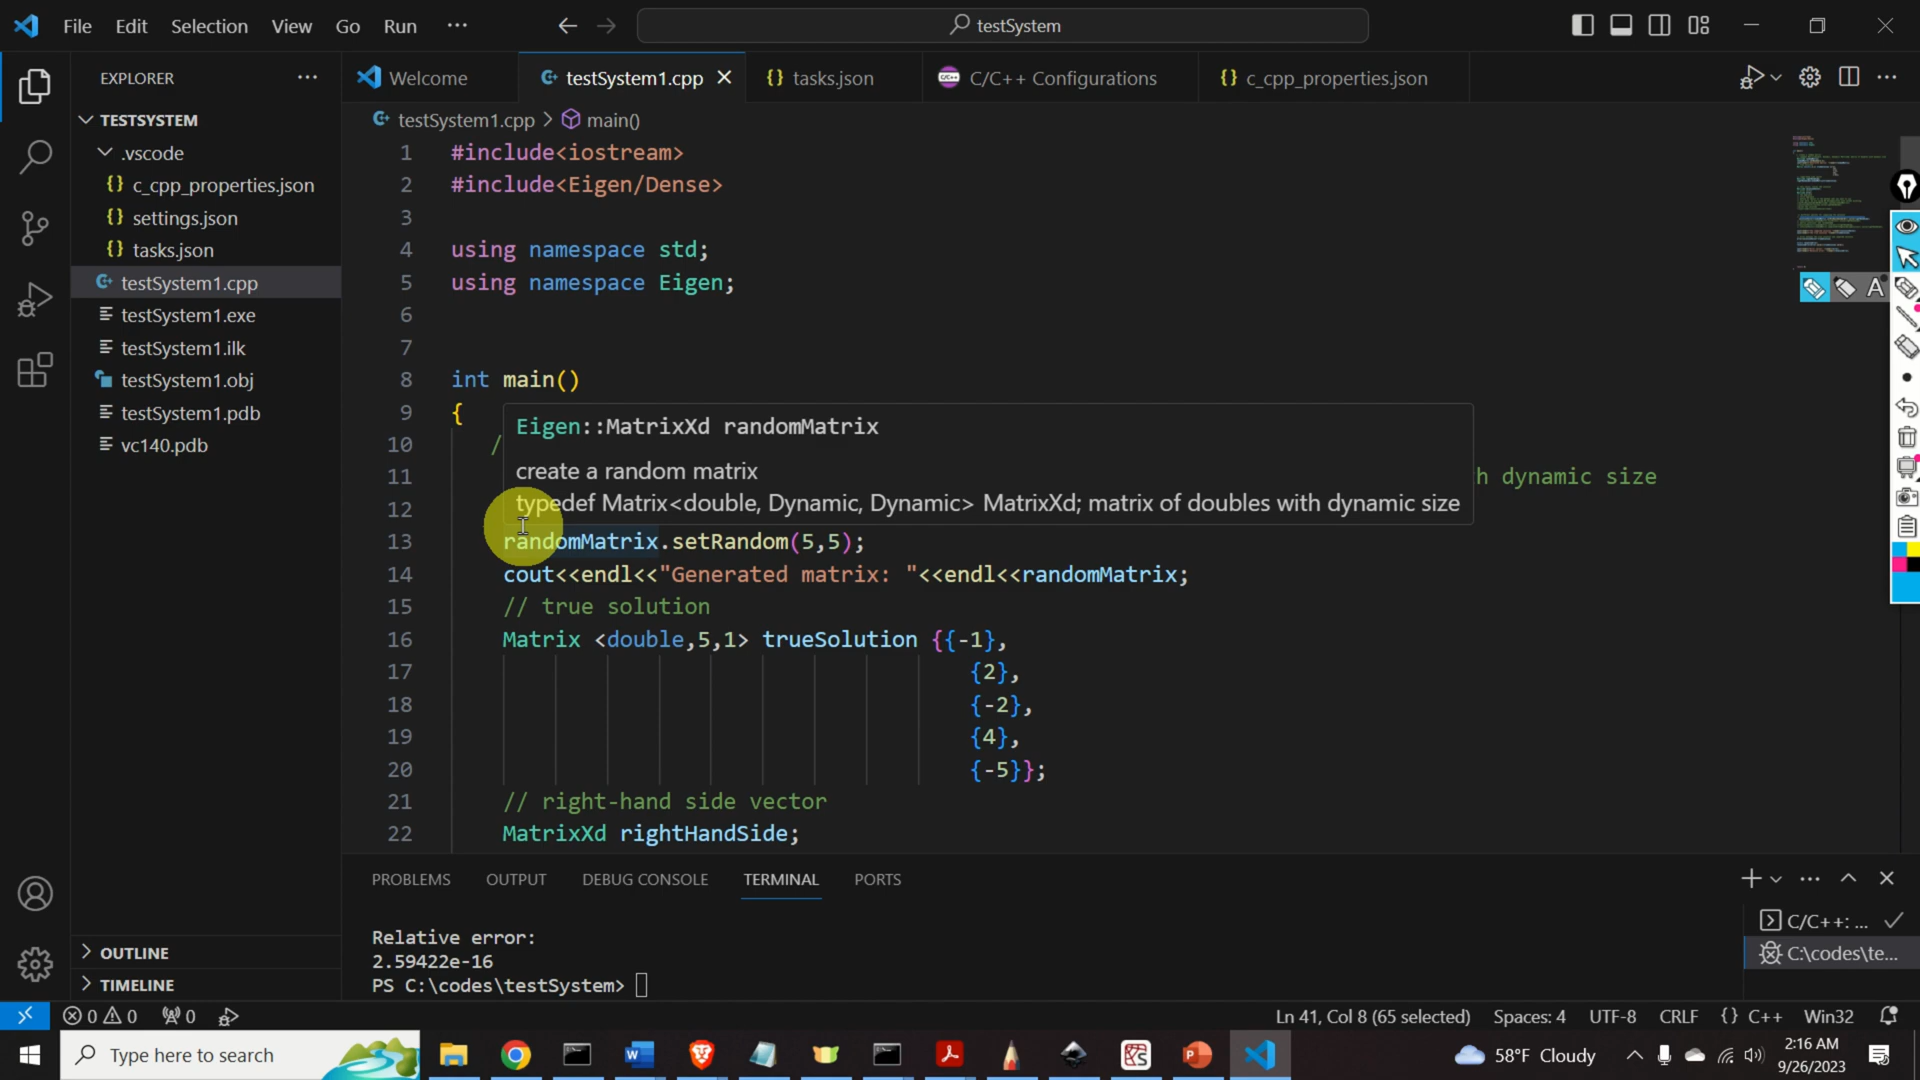 File Edit Selection View Go Run ··· testSystem
EXPLORER ···
Welcome testSystem1.cpp tasks.json C/C++ Configurations c_cpp_properties.json
TESTSYSTEM
.vscode
c_cpp_properties.json
settings.json
tasks.json
testSystem1.cpp
testSystem1.exe
testSystem1.ilk
testSystem1.obj
testSystem1.pdb
vc140.pdb
OUTLINE
TIMELINE
testSystem1.cpp > main()
1 #include<iostream>
2 #include<Eigen/Dense>
3
4 using namespace std;
5 using namespace Eigen;
6
7
8 int main()
9 {
Eigen::MatrixXd randomMatrix
10 /
create a random matrix
11 h dynamic size
typedef Matrix<double, Dynamic, Dynamic> MatrixXd; matrix of doubles with dynamic size
12
13 randomMatrix.setRandom(5,5);
14 cout<<endl<<"Generated matrix: "<<endl<<randomMatrix;
15 // true solution
16 Matrix <double,5,1> trueSolution {{-1},
17 {2},
18 {-2},
19 {4},
20 {-5}};
21 // right-hand side vector
22 MatrixXd rightHandSide;
PROBLEMS OUTPUT DEBUG CONSOLE TERMINAL PORTS
Relative error:
2.59422e-16
PS C:\codes\testSystem>
C/C++: ...
C:\codes\te...
0 0 0 Ln 41, Col 8 (65 selected) Spaces: 4 UTF-8 CRLF {} C++ Win32
Type here to search 58°F Cloudy 2:16 AM
9/26/2023